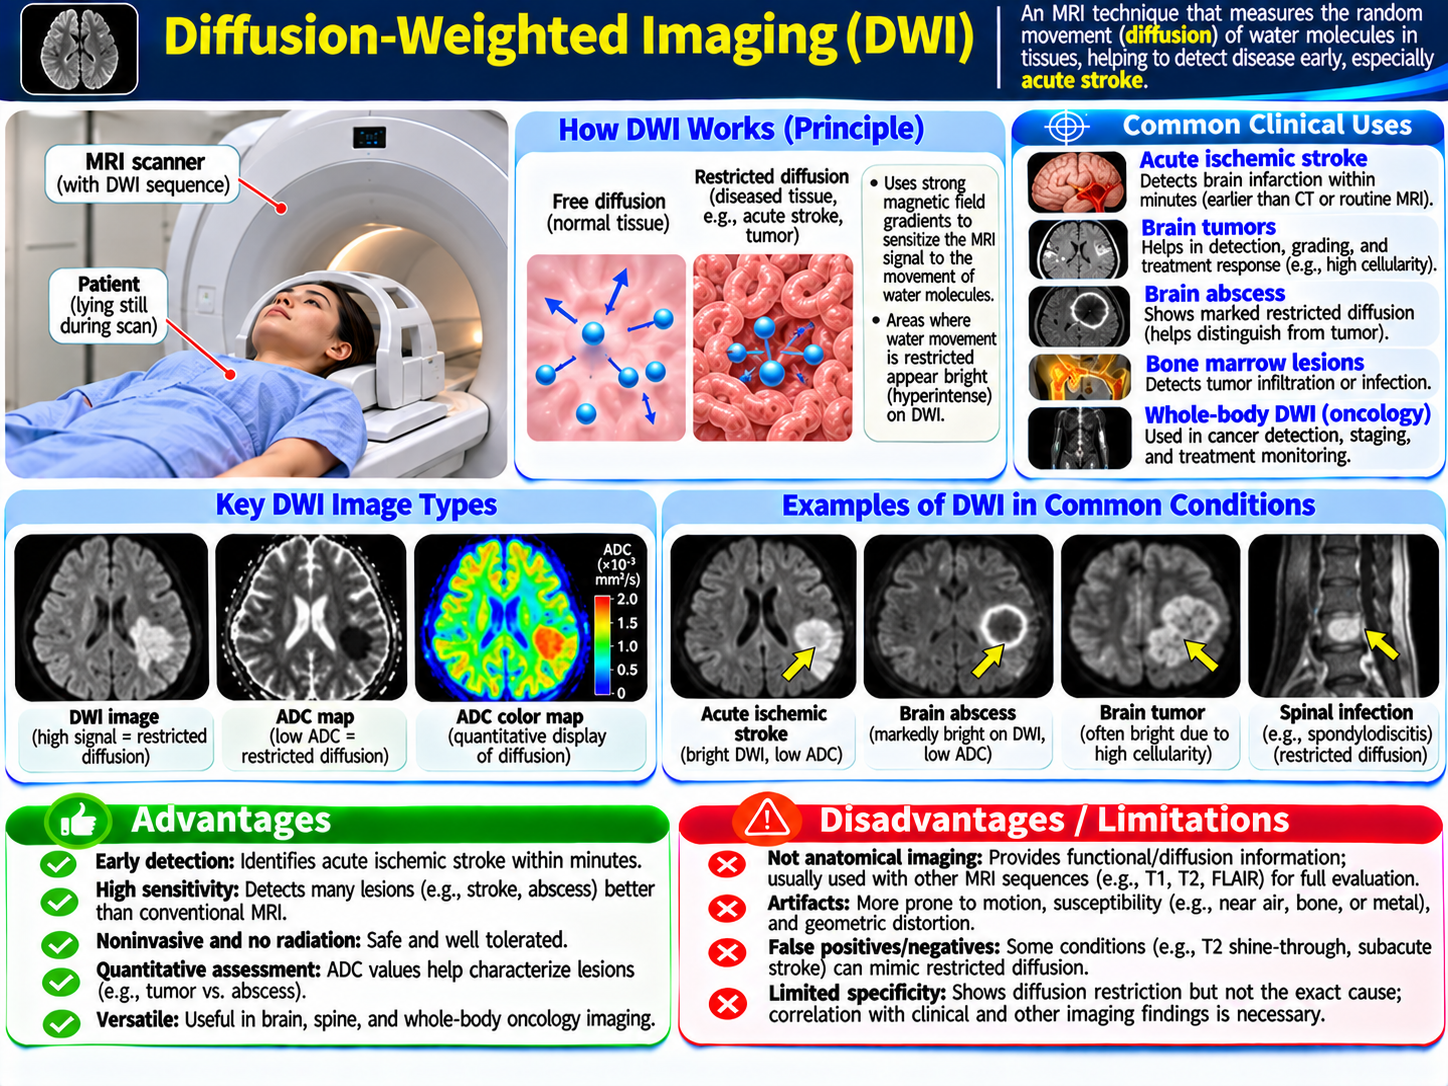 Diffusion-Weighted Imaging (DWI)
An MRI technique that measures the random
movement (diffusion) of water molecules in
tissues, helping to detect disease early, especially
acute stroke.
MRI scanner
(with DWI sequence)
Patient
(lying still
during scan)
How DWI Works (Principle)
Free diffusion
(normal tissue)
Restricted diffusion
(diseased tissue,
e.g., acute stroke,
tumor)
• Uses strong
magnetic field
gradients to
sensitize the MRI
signal to the
movement of
water molecules.
• Areas where
water movement
is restricted
appear bright
(hyperintense)
on DWI.
Common Clinical Uses
Acute ischemic stroke
Detects brain infarction within
minutes (earlier than CT or routine MRI).
Brain tumors
Helps in detection, grading, and
treatment response (e.g., high cellularity).
Brain abscess
Shows marked restricted diffusion
(helps distinguish from tumor).
Bone marrow lesions
Detects tumor infiltration or infection.
Whole-body DWI (oncology)
Used in cancer detection, staging,
and treatment monitoring.
Key DWI Image Types
ADC
(×10⁻³
mm²/s)
2.0
1.5
1.0
0.5
0
DWI image
(high signal = restricted
diffusion)
ADC map
(low ADC =
restricted diffusion)
ADC color map
(quantitative display
of diffusion)
Examples of DWI in Common Conditions
Acute ischemic
stroke
(bright DWI, low ADC)
Brain abscess
(markedly bright on DWI,
low ADC)
Brain tumor
(often bright due to
high cellularity)
Spinal infection
(e.g., spondylodiscitis)
(restricted diffusion)
Advantages
Early detection: Identifies acute ischemic stroke within minutes.
High sensitivity: Detects many lesions (e.g., stroke, abscess) better
than conventional MRI.
Noninvasive and no radiation: Safe and well tolerated.
Quantitative assessment: ADC values help characterize lesions
(e.g., tumor vs. abscess).
Versatile: Useful in brain, spine, and whole-body oncology imaging.
Disadvantages / Limitations
Not anatomical imaging: Provides functional/diffusion information;
usually used with other MRI sequences (e.g., T1, T2, FLAIR) for full evaluation.
Artifacts: More prone to motion, susceptibility (e.g., near air, bone, or metal),
and geometric distortion.
False positives/negatives: Some conditions (e.g., T2 shine-through, subacute
stroke) can mimic restricted diffusion.
Limited specificity: Shows diffusion restriction but not the exact cause;
correlation with clinical and other imaging findings is necessary.